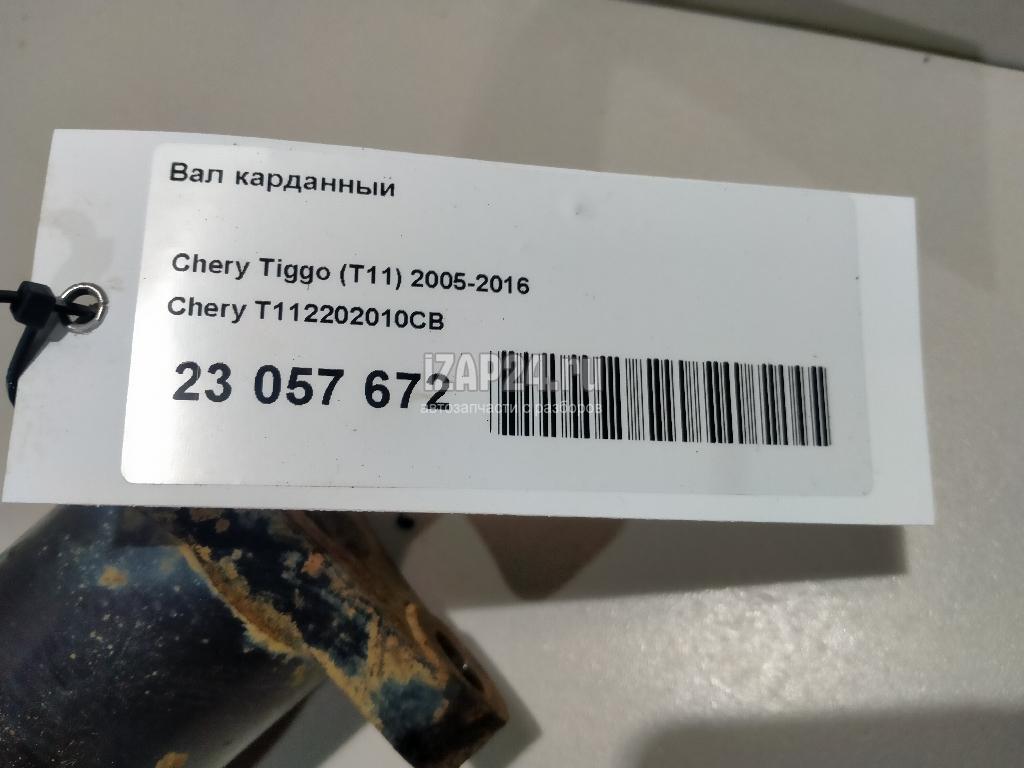 Вал карданный
Chery Tiggo (T11) 2005-2016
Chery T112202010CB
23 057 672
iZAP24.ru
автозапчасти с разборов